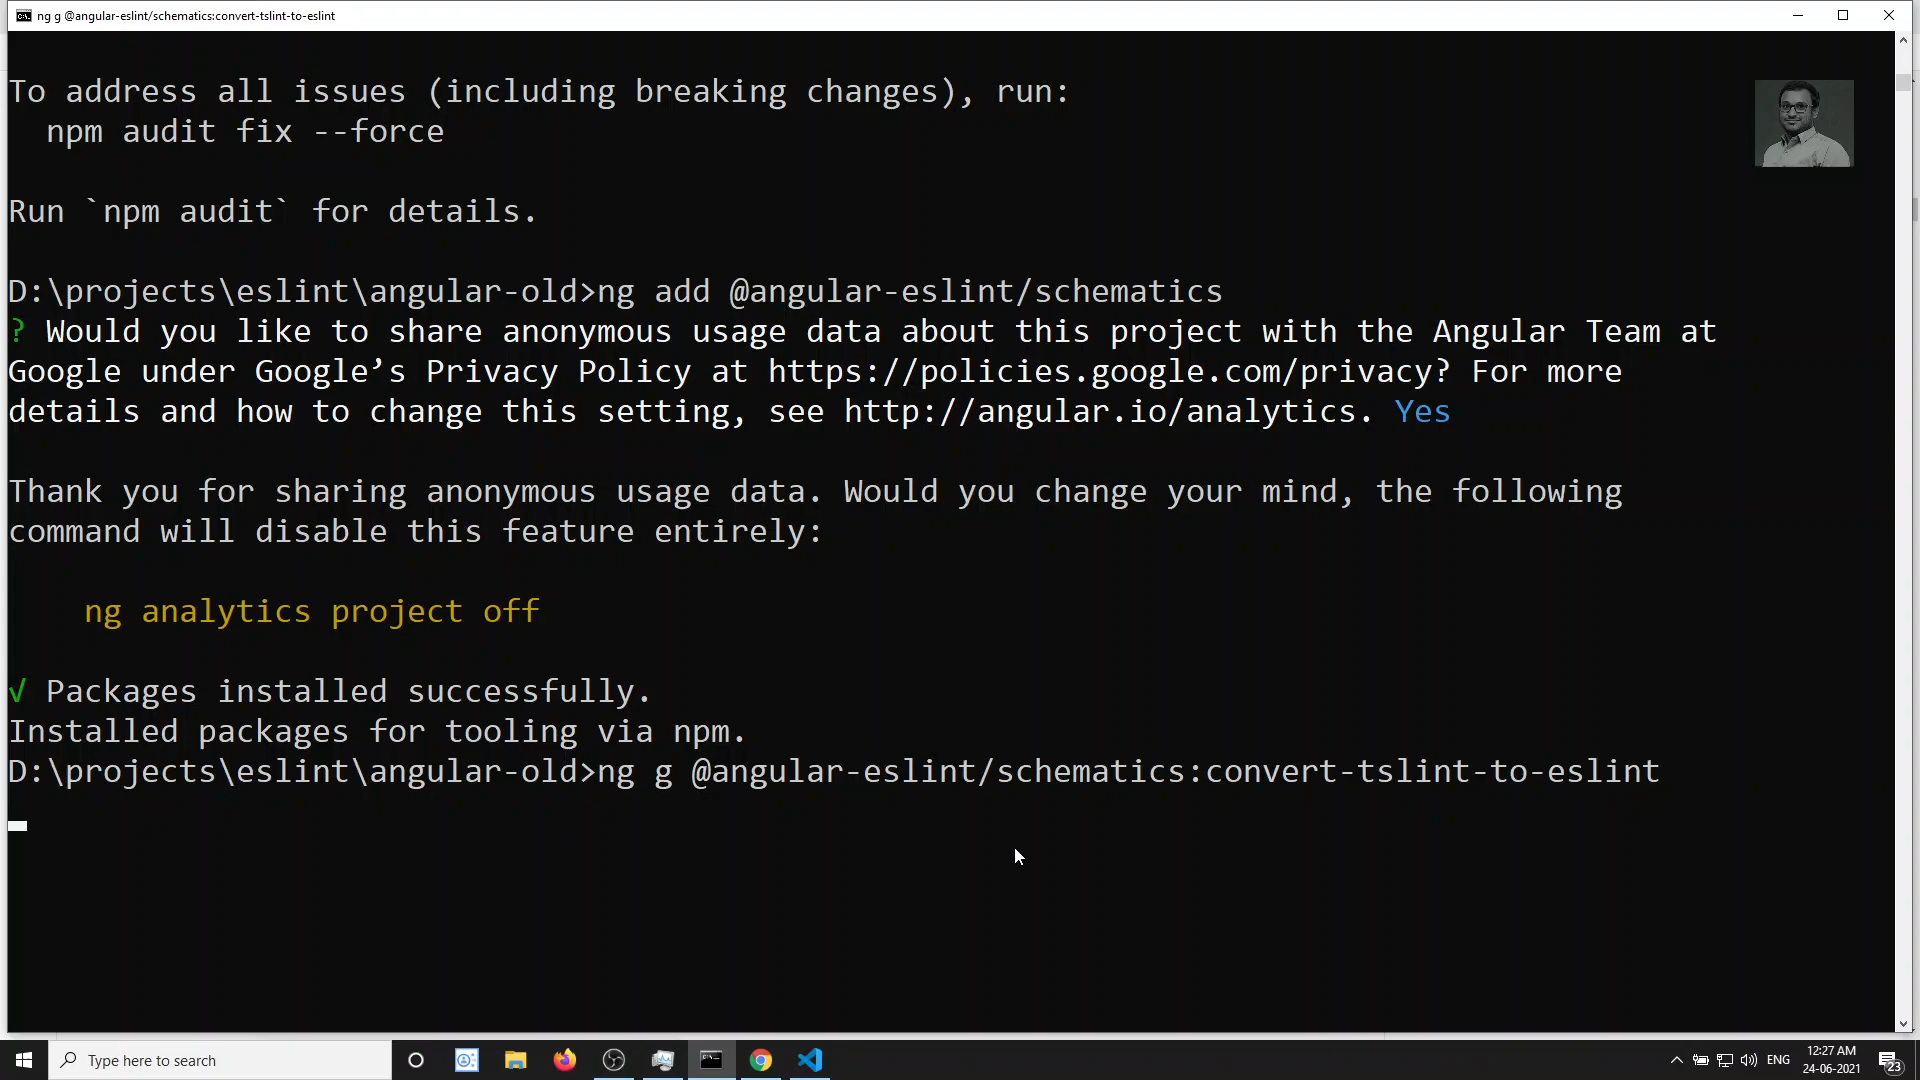 ng g @angular-eslint/schematics:convert-tslint-to-eslint
To address all issues (including breaking changes), run:
npm audit fix --force
Run `npm audit` for details.
D:\projects\eslint\angular-old>ng add @angular-eslint/schematics
? Would you like to share anonymous usage data about this project with the Angular Team at
Google under Google’s Privacy Policy at https://policies.google.com/privacy? For more
details and how to change this setting, see http://angular.io/analytics. Yes
Thank you for sharing anonymous usage data. Would you change your mind, the following
command will disable this feature entirely:
ng analytics project off
√ Packages installed successfully.
Installed packages for tooling via npm.
D:\projects\eslint\angular-old>ng g @angular-eslint/schematics:convert-tslint-to-eslint
Type here to search
ENG
12:27 AM
24-06-2021
23